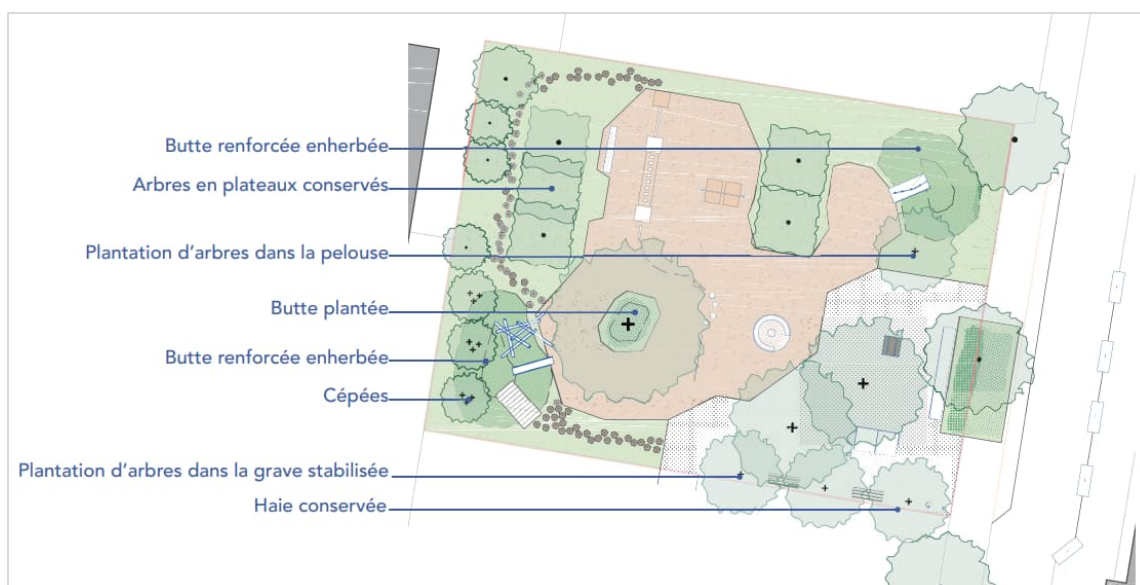 Butte renforcée enherbée
Arbres en plateaux conservés
Plantation d'arbres dans la pelouse
Butte plantée
Butte renforcée enherbée
Cépées
Plantation d'arbres dans la grave stabilisée
Haie conservée